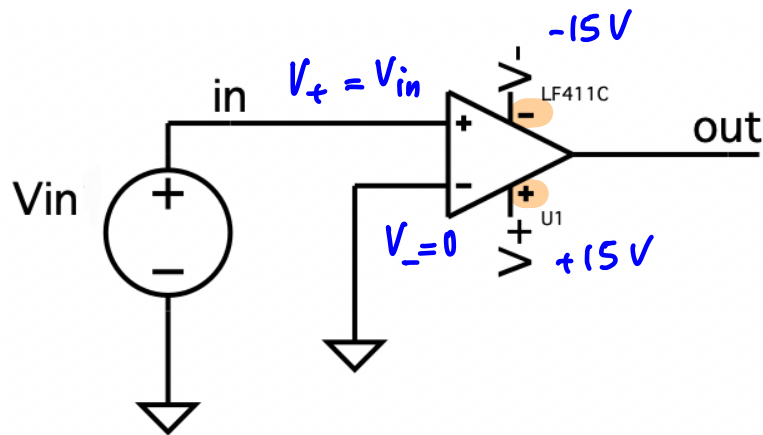 -15V
V-
LF411C
V+ = Vin
in
+
-
out
Vin
+
-
-
+
U1
V-=0
V+
+15V